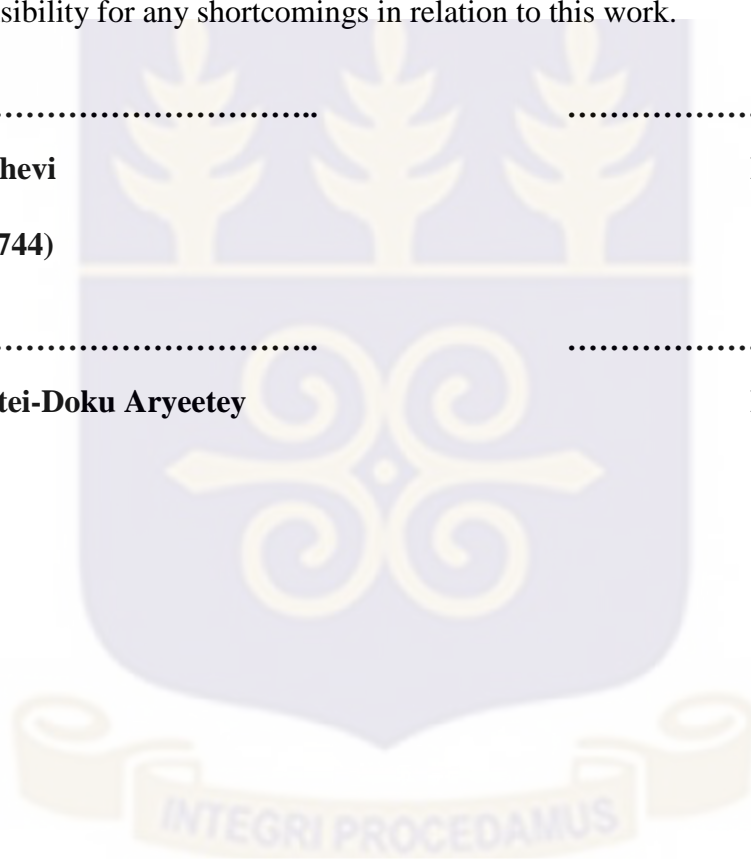 sibility for any shortcomings in relation to this work.
……………………………….. …………………
hevi
744)
……………………………….. …………………
tei-Doku Aryeetey
INTEGRI PROCEDAMUS